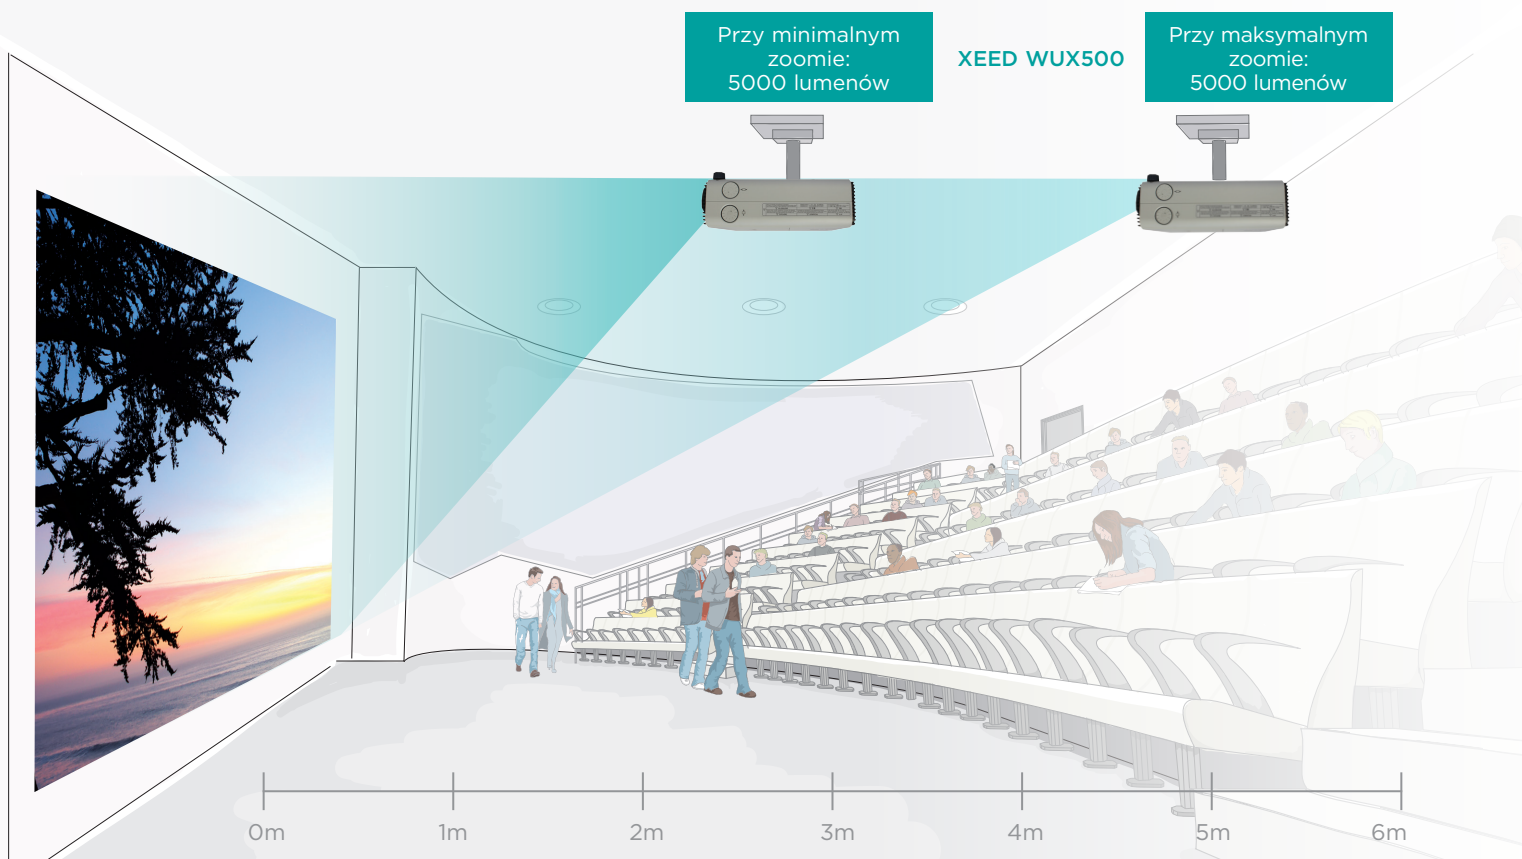 Przy minimalnym
zoomie:
5000 lumenów
XEED WUX500
Przy maksymalnym
zoomie:
5000 lumenów
0m
1m
2m
3m
4m
5m
6m